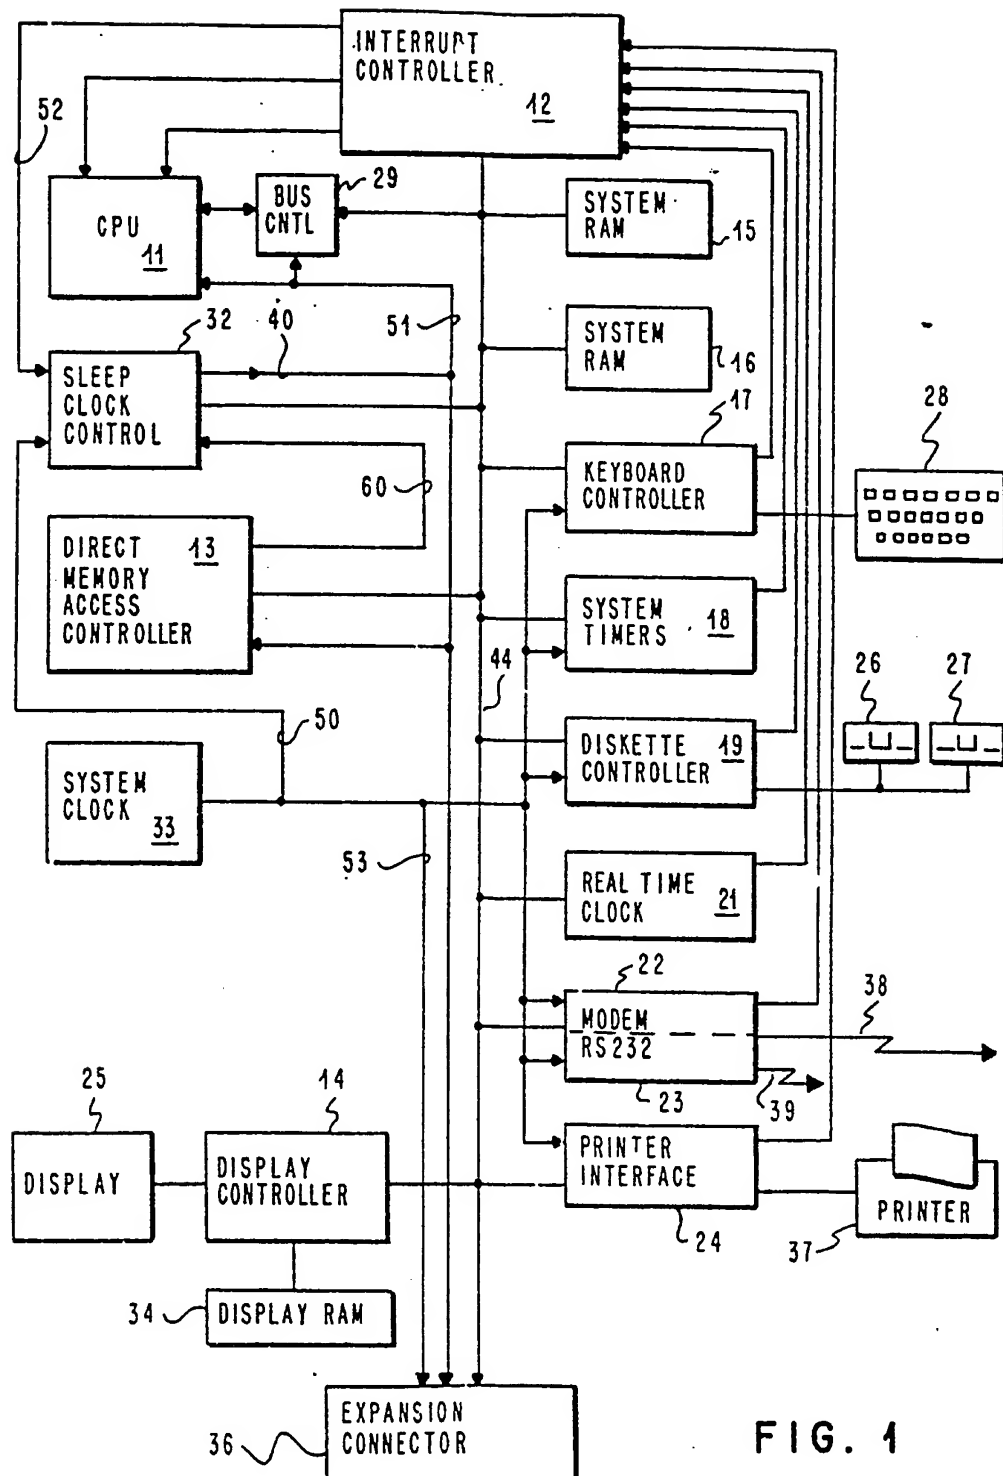 INTERRUPT
CONTROLLER
12
52
CPU
11
BUS
CNTL
29
SYSTEM
RAM
15
32
40
51
SLEEP
CLOCK
CONTROL
SYSTEM
RAM
16
17
28
KEYBOARD
CONTROLLER
60
DIRECT
MEMORY
ACCESS
CONTROLLER
13
SYSTEM
TIMERS
18
44
26
27
50
DISKETTE
CONTROLLER
19
SYSTEM
CLOCK
33
53
REAL TIME
CLOCK
21
22
38
MODEM
RS232
23
39
25
14
DISPLAY
DISPLAY
CONTROLLER
PRINTER
INTERFACE
24
PRINTER
37
34
DISPLAY RAM
EXPANSION
CONNECTOR
36
FIG. 1